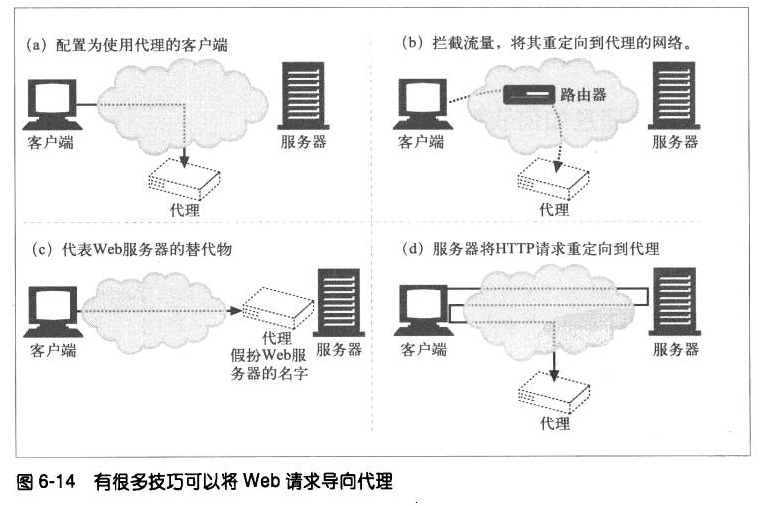 (a) 配置为使用代理的客户端
客户端
服务器
代理
(b) 拦截流量，将其重定向到代理的网络。
路由器
客户端
服务器
代理
(c) 代表Web服务器的替代物
客户端
代理
假扮Web服
务器的名字
服务器
(d) 服务器将HTTP请求重定向到代理
客户端
服务器
代理
图 6-14 有很多技巧可以将 Web 请求导向代理